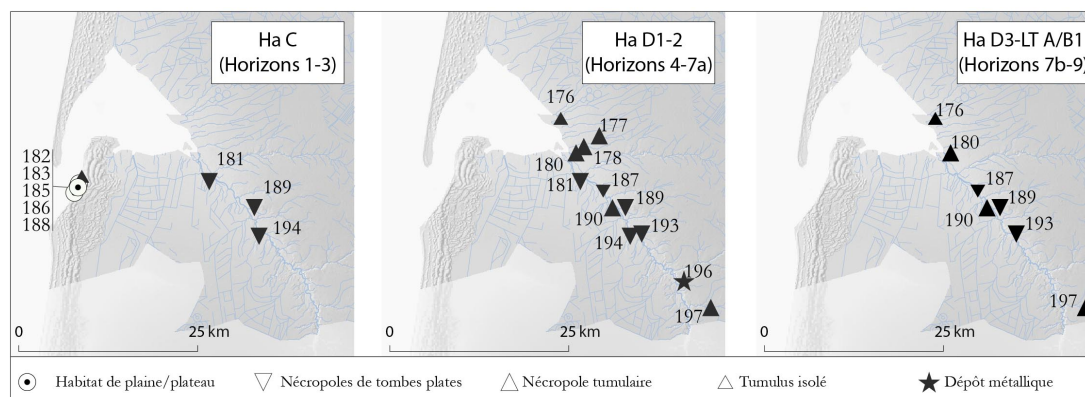 Ha C
(Horizons 1-3)
182
183
185
186
188
181
189
194
0
25 km
Ha D1-2
(Horizons 4-7a)
176
177
178
180
181
187
189
190
193
194
196
197
0
25 km
Ha D3-LT A/B1
(Horizons 7b-9)
176
180
187
189
190
193
197
0
25 km
Habitat de plaine/plateau
Nécropoles de tombes plates
Nécropole tumulaire
Tumulus isolé
Dépôt métallique